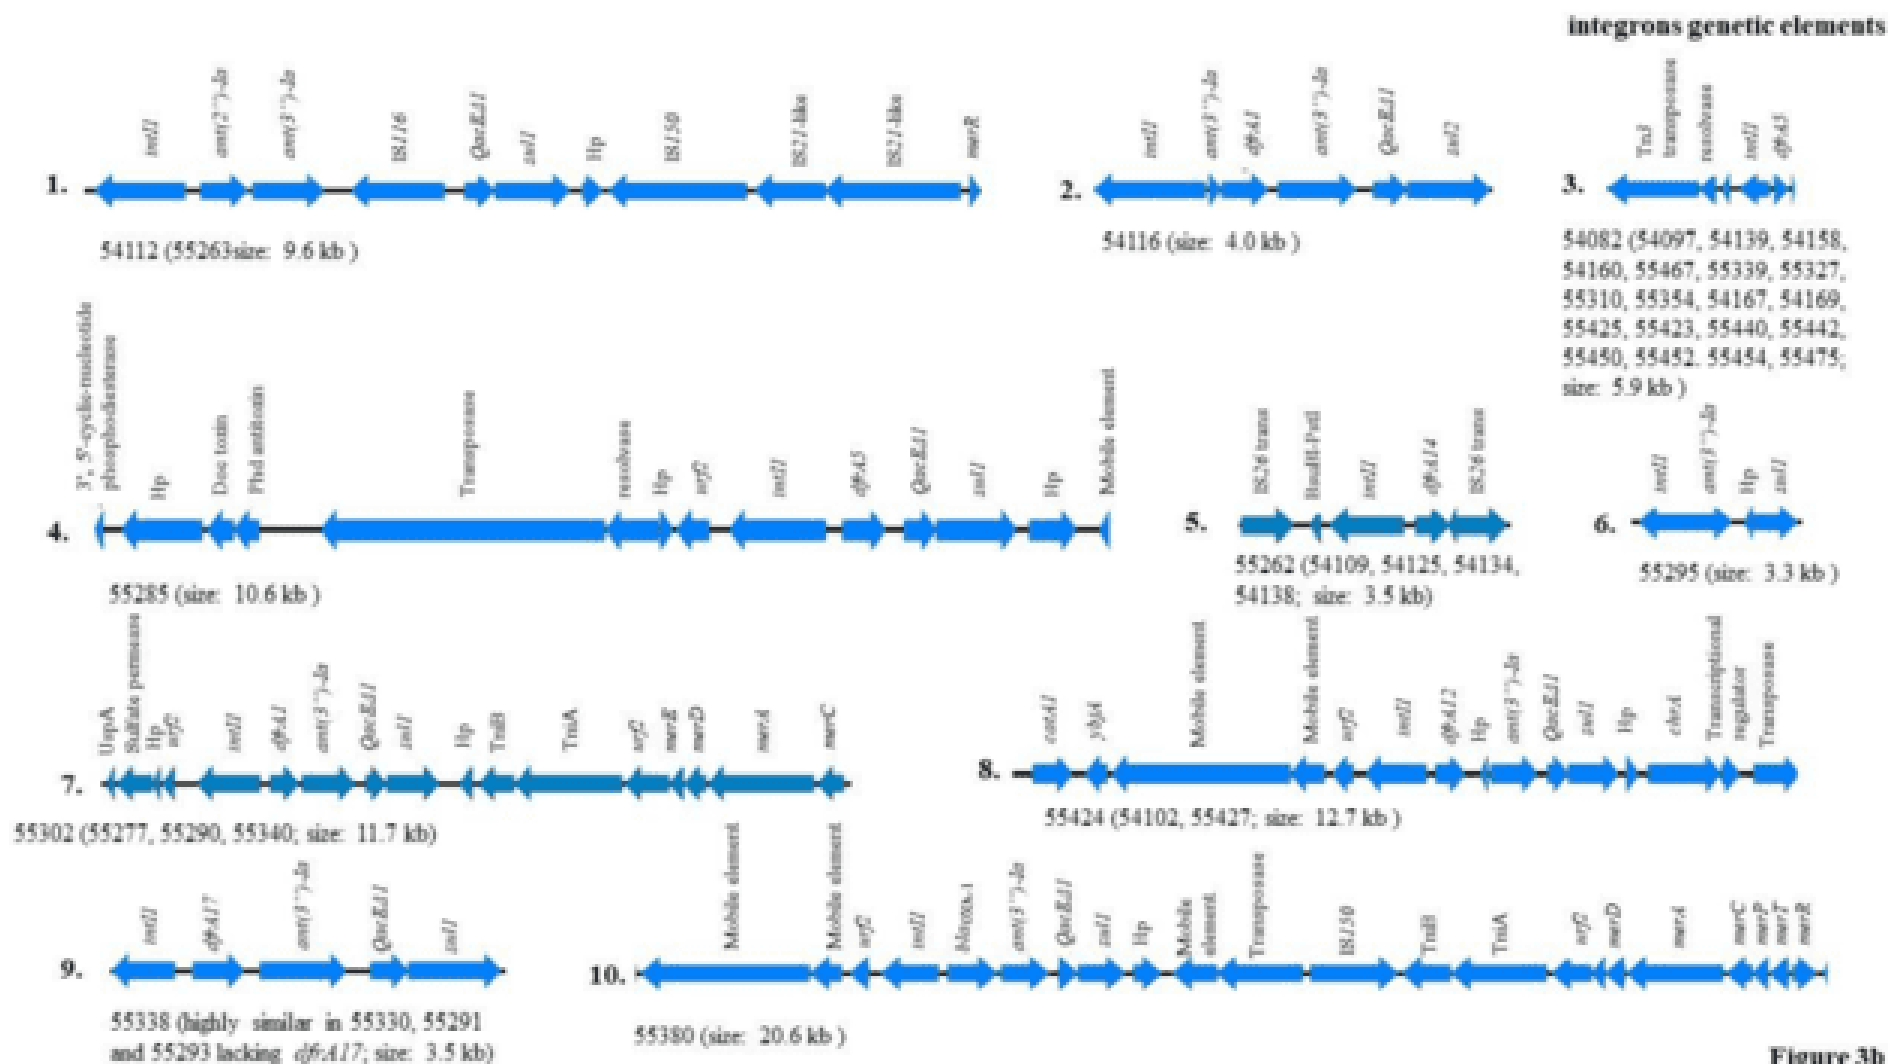 integrons genetic elements
intI1
ant(2'')-Ia
ant(3'')-Ia
IS1326
QacEΔ1
sul1
Hp
IS1350
IS21-like
IS21-like
merR
1.
54112 (55263size: 9.6 kb )
intI1
ant(3'')-Ia
dfrA1
ant(3'')-Ia
QacEΔ1
sul2
2.
54116 (size: 4.0 kb )
Tn3
transposase
resolvase
intI1
dfrA5
3.
54082 (54097, 54139, 54158,
54160, 55467, 55339, 55327,
55310, 55354, 54167, 54169,
55425, 55423, 55440, 55442,
55450, 55452. 55454, 55475;
size: 5.9 kb )
3', 5'-cyclic-nucleotide
phosphodiesterase
Hp
Doc toxin
Phd antitoxin
Transposase
resolvase
Hp
orf2
intI1
dfrA5
QacEΔ1
sul1
Hp
Mobile element
4.
55285 (size: 10.6 kb )
IS26 trans
intI1
dfrA14
IS26 trans
5.
55262 (54109, 54125, 54134,
54138; size: 3.5 kb)
intI1
ant(3'')-Ia
Hp
sul1
6.
55295 (size: 3.3 kb )
UspA
Sulfate permease
Hp
orf2
intI1
dfrA1
ant(3'')-Ia
QacEΔ1
sul1
Hp
TniB
TniA
orf2
merE
merD
merA
merC
7.
55302 (55277, 55290, 55340; size: 11.7 kb)
catA1
ybjA
Mobile element
Mobile element
orf2
intI1
dfrA12
Hp
ant(3'')-Ia
QacEΔ1
sul1
Hp
chrA
Transcriptional
regulator
Transposase
8.
55424 (54102, 55427; size: 12.7 kb )
intI1
dfrA17
ant(3'')-Ia
QacEΔ1
sul1
9.
55338 (highly similar in 55330, 55291
and 55293 lacking dfrA17; size: 3.5 kb)
Mobile element
Mobile element
orf2
intI1
blaOXA-1
ant(3'')-Ia
QacEΔ1
sul1
Hp
Mobile
element
Transposase
IS1350
TniB
TniA
orf2
merD
merA
merC
merP
merT
merR
10.
55380 (size: 20.6 kb )
Figure 3b